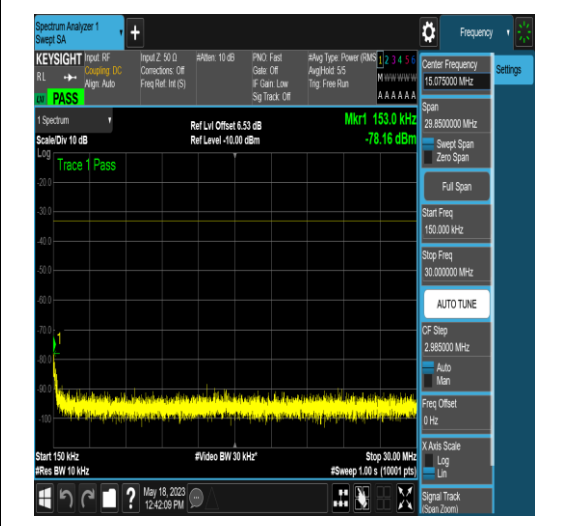 Spectrum Analyzer 1
Swept SA
+
Frequency
KEYSIGHT
RL
Input: RF
Coupling: DC
Align: Auto
Input Z: 50 Ω
Corrections: Off
Freq Ref: Int (S)
#Atten: 10 dB
PNO: Fast
Gate: Off
IF Gain: Low
Sig Track: Off
#Avg Type: Power (RMS
Avg|Hold: 5/5
Trig: Free Run
1 2 3 4 5 6
M W W W W W
A A A A A A
PASS
1 Spectrum
Scale/Div 10 dB
Ref Lvl Offset 6.53 dB
Ref Level -10.00 dBm
Mkr1 153.0 kHz
-78.16 dBm
Log
Trace 1 Pass
-20.0
-30.0
-40.0
-50.0
-60.0
-70.0
-80.0
-90.0
-100
1
Start 150 kHz
#Res BW 10 kHz
#Video BW 30 kHz*
Stop 30.00 MHz
#Sweep 1.00 s (10001 pts)
?
May 18, 2023
12:42:09 PM
Center Frequency
15.075000 MHz
Settings
Span
29.8500000 MHz
Swept Span
Zero Span
Full Span
Start Freq
150.000 kHz
Stop Freq
30.000000 MHz
AUTO TUNE
CF Step
2.985000 MHz
Auto
Man
Freq Offset
0 Hz
X Axis Scale
Log
Lin
Signal Track
(Span Zoom)